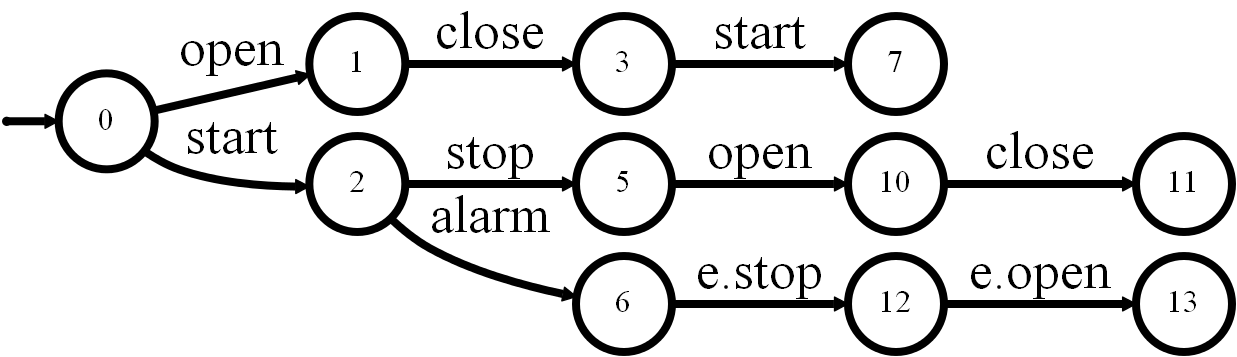 open
close
start
0
1
3
7
start
stop
open
close
2
5
10
11
alarm
e.stop
e.open
6
12
13